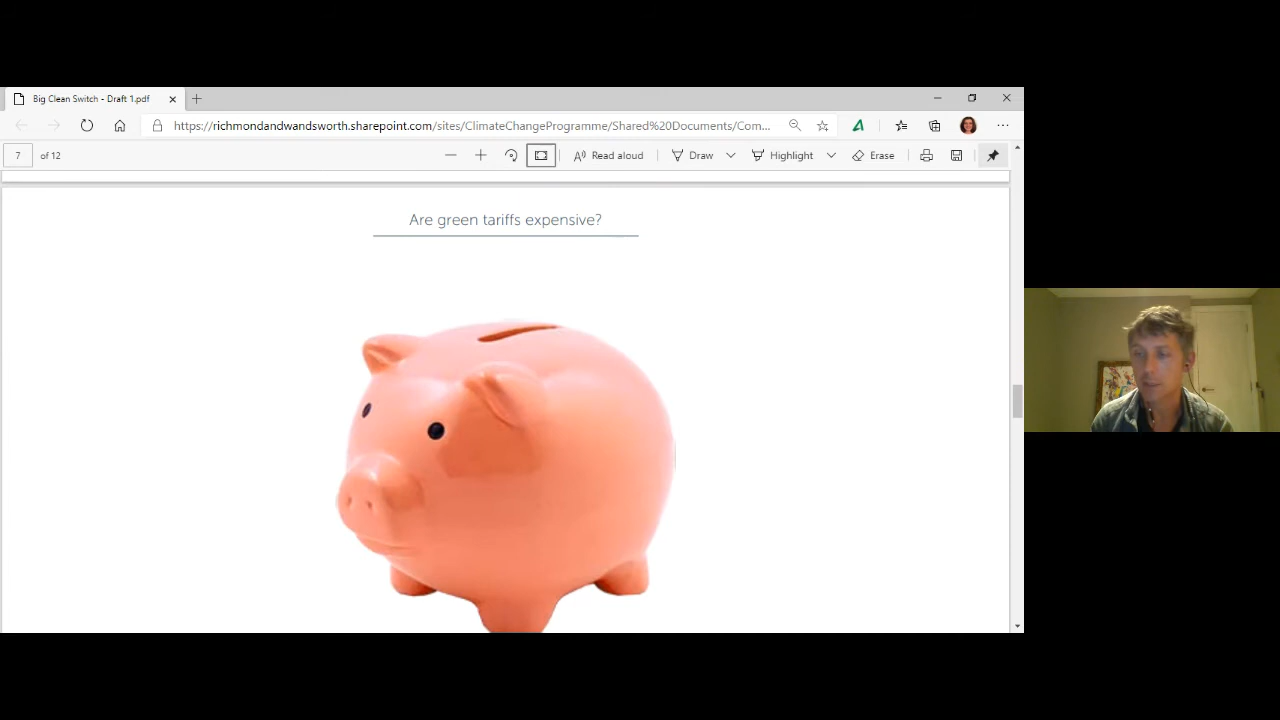 Big Clean Switch - Draft 1.pdf
https://richmondandwandsworth.sharepoint.com/sites/ClimateChangeProgramme/Shared%20Documents/Com...
7 of 12
Read aloud
Draw
Highlight
Erase
Are green tariffs expensive?